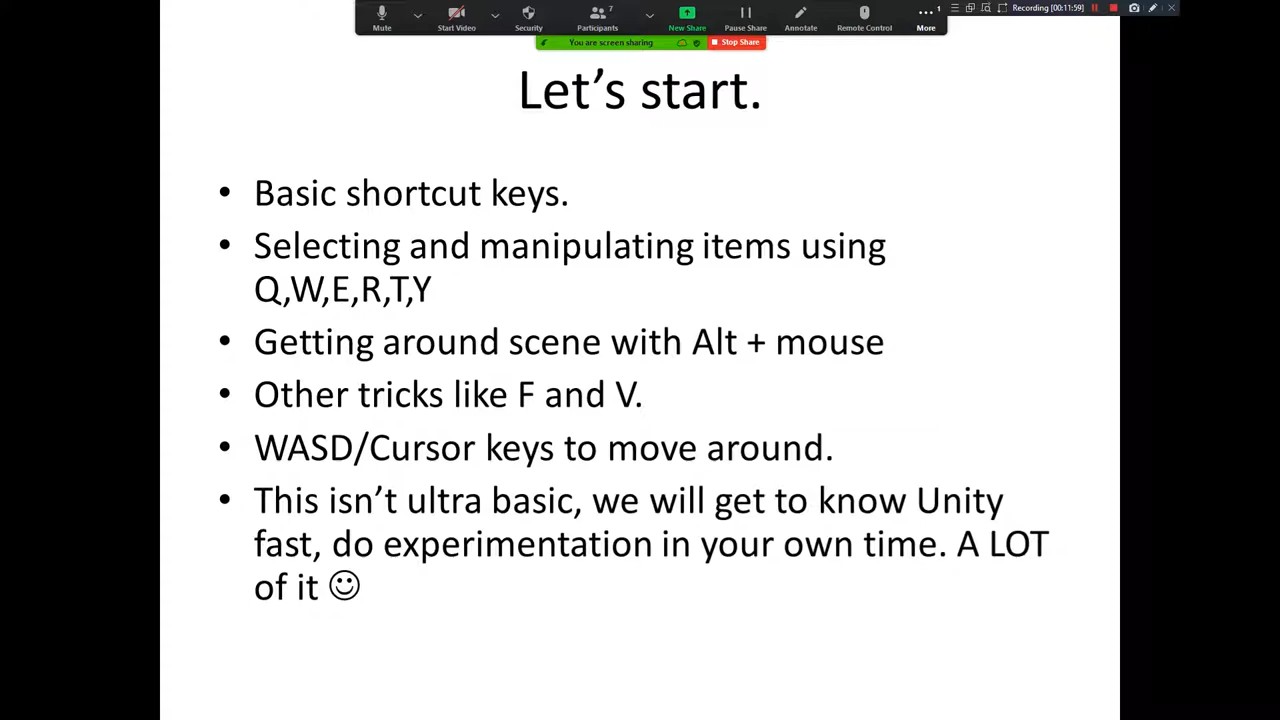 7
1
Recording [00:11:59]
Mute
Start Video
Security
Participants
New Share
Pause Share
Annotate
Remote Control
More
You are screen sharing
Stop Share
Let’s start.
• Basic shortcut keys.
• Selecting and manipulating items using
Q,W,E,R,T,Y
• Getting around scene with Alt + mouse
• Other tricks like F and V.
• WASD/Cursor keys to move around.
• This isn’t ultra basic, we will get to know Unity
fast, do experimentation in your own time. A LOT
of it ☺